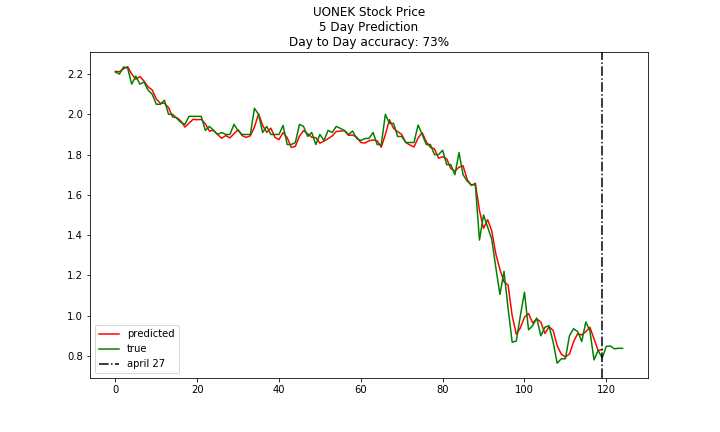 UONEK Stock Price
5 Day Prediction
Day to Day accuracy: 73%
2.2
2.0
1.8
1.6
1.4
1.2
1.0
0.8
predicted
true
april 27
0 20 40 60 80 100 120